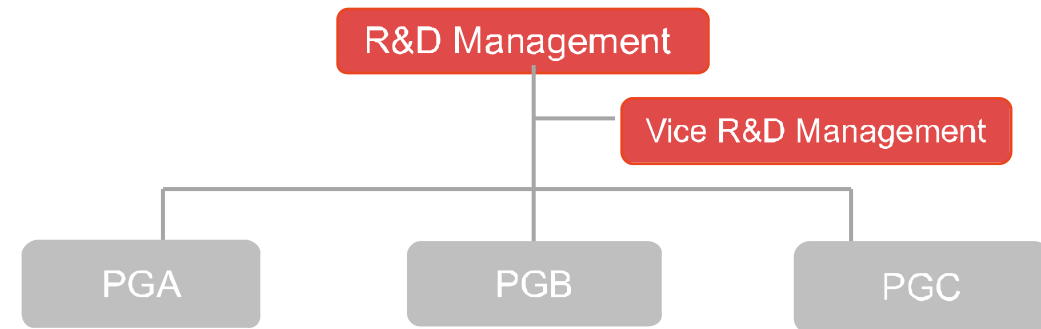 R&D Management
Vice R&D Management
PGA
PGB
PGC